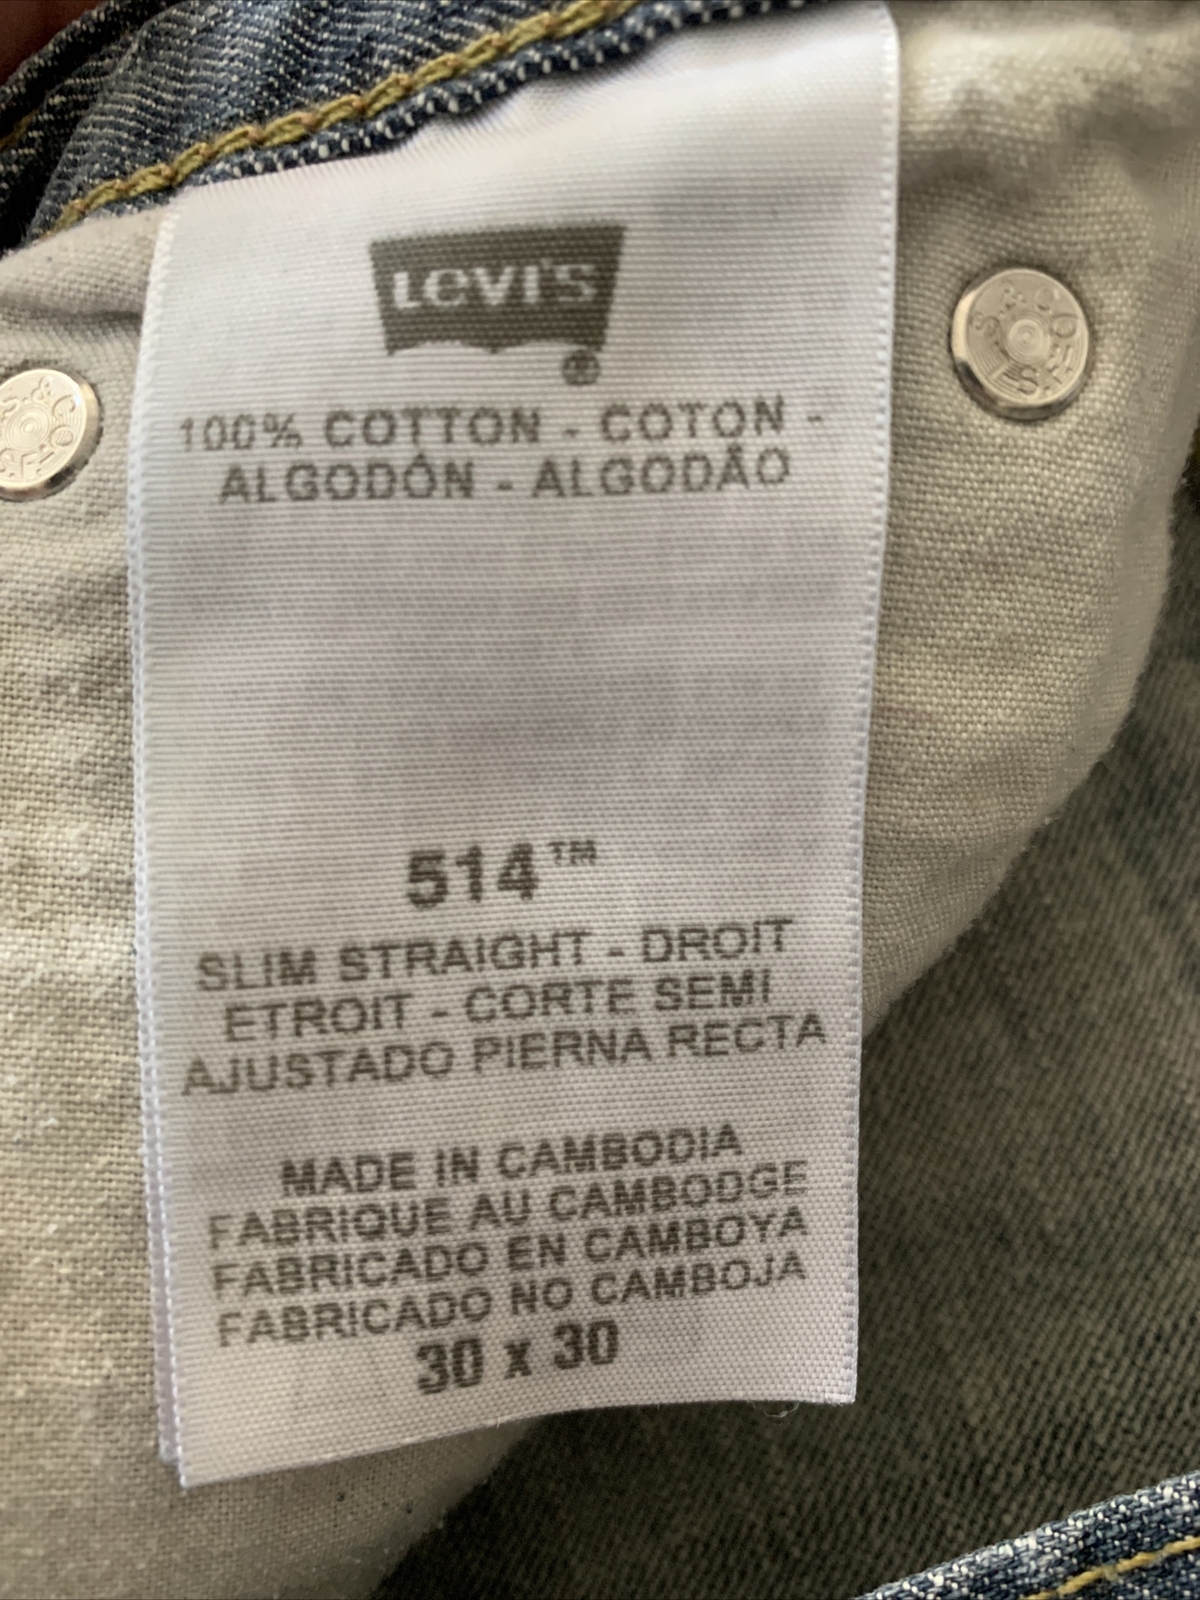 LEVI'S
®
100% COTTON - COTON -
ALGODÓN - ALGODÃO
514™
SLIM STRAIGHT - DROIT
ETROIT - CORTE SEMI
AJUSTADO PIERNA RECTA
MADE IN CAMBODIA
FABRIQUE AU CAMBODGE
FABRICADO EN CAMBOYA
FABRICADO NO CAMBOJA
30 x 30